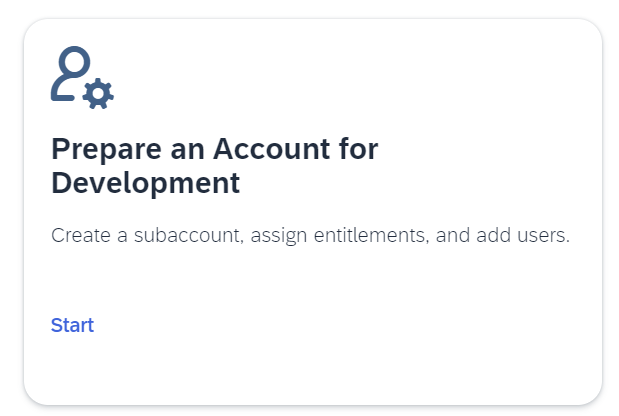 Prepare an Account for
Development
Create a subaccount, assign entitlements, and add users.
Start